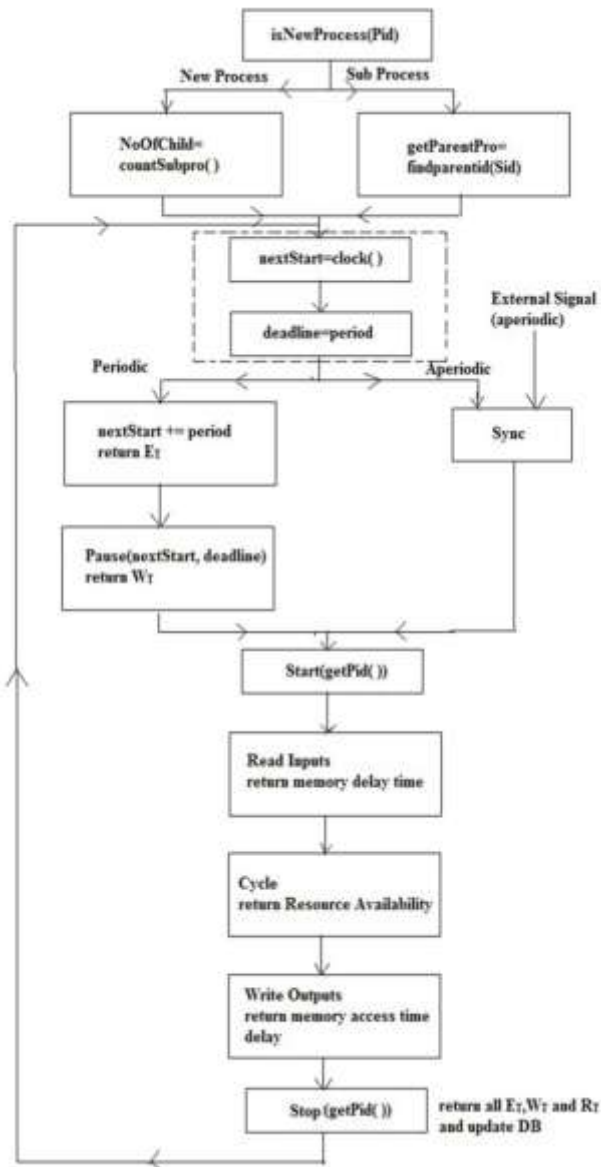 isNewProcess(Pid)
New Process
Sub Process
NoOfChild=
countSubpro( )
getParentPro=
findparentid(Sid)
nextStart=clock( )
deadline=period
External Signal
(aperiodic)
Periodic
Aperiodic
nextStart += period
return ET
Sync
Pause(nextStart, deadline)
return WT
Start(getPid( ))
Read Inputs
return memory delay time
Cycle
return Resource Availability
Write Outputs
return memory access time
delay
Stop (getPid( ))
return all ET,WT and RT
and update DB